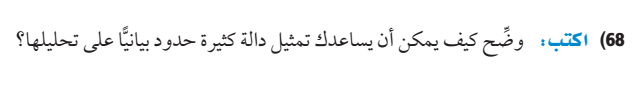 68) اكتب: وضِّح كيف يمكن أن يساعدك تمثيل دالة كثيرة حدود بيانيًّا على تحليلها؟